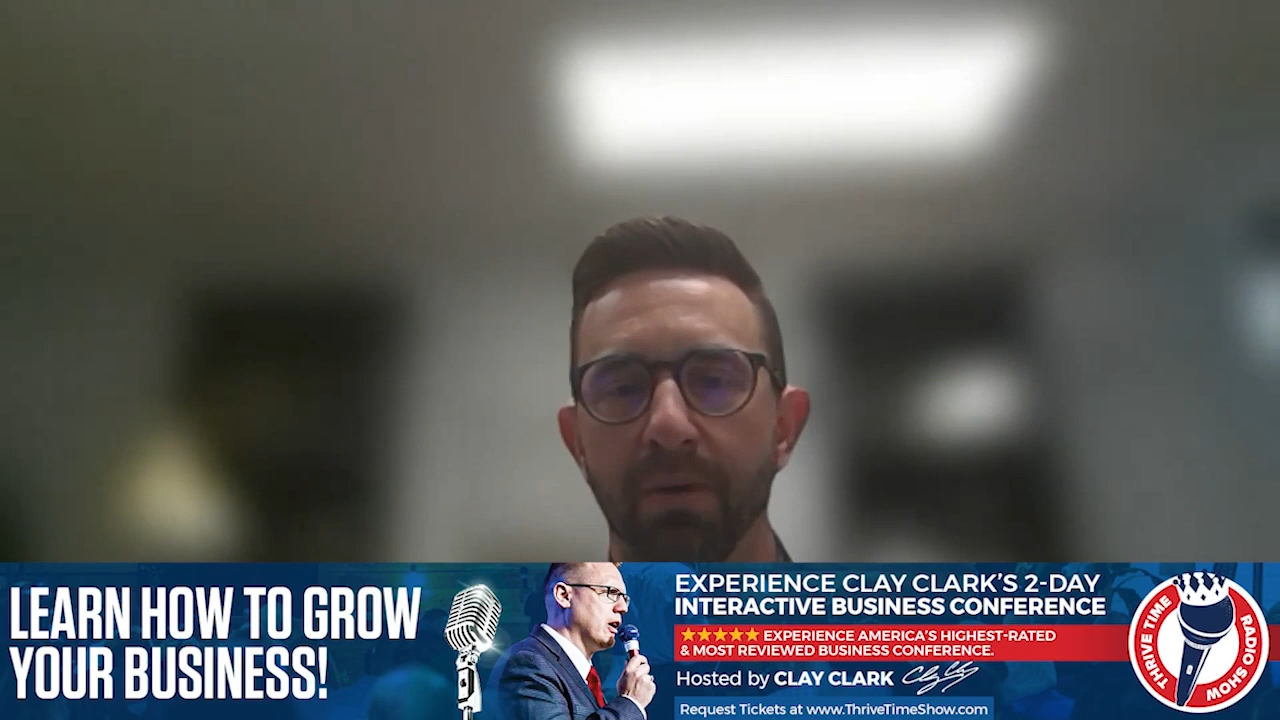 LEARN HOW TO GROW
YOUR BUSINESS!
EXPERIENCE CLAY CLARK'S 2-DAY
INTERACTIVE BUSINESS CONFERENCE
★★★★★ EXPERIENCE AMERICA'S HIGHEST-RATED
& MOST REVIEWED BUSINESS CONFERENCE.
Hosted by CLAY CLARK
Request Tickets at www.ThriveTimeShow.com
THRIVE TIME
RADIO SHOW